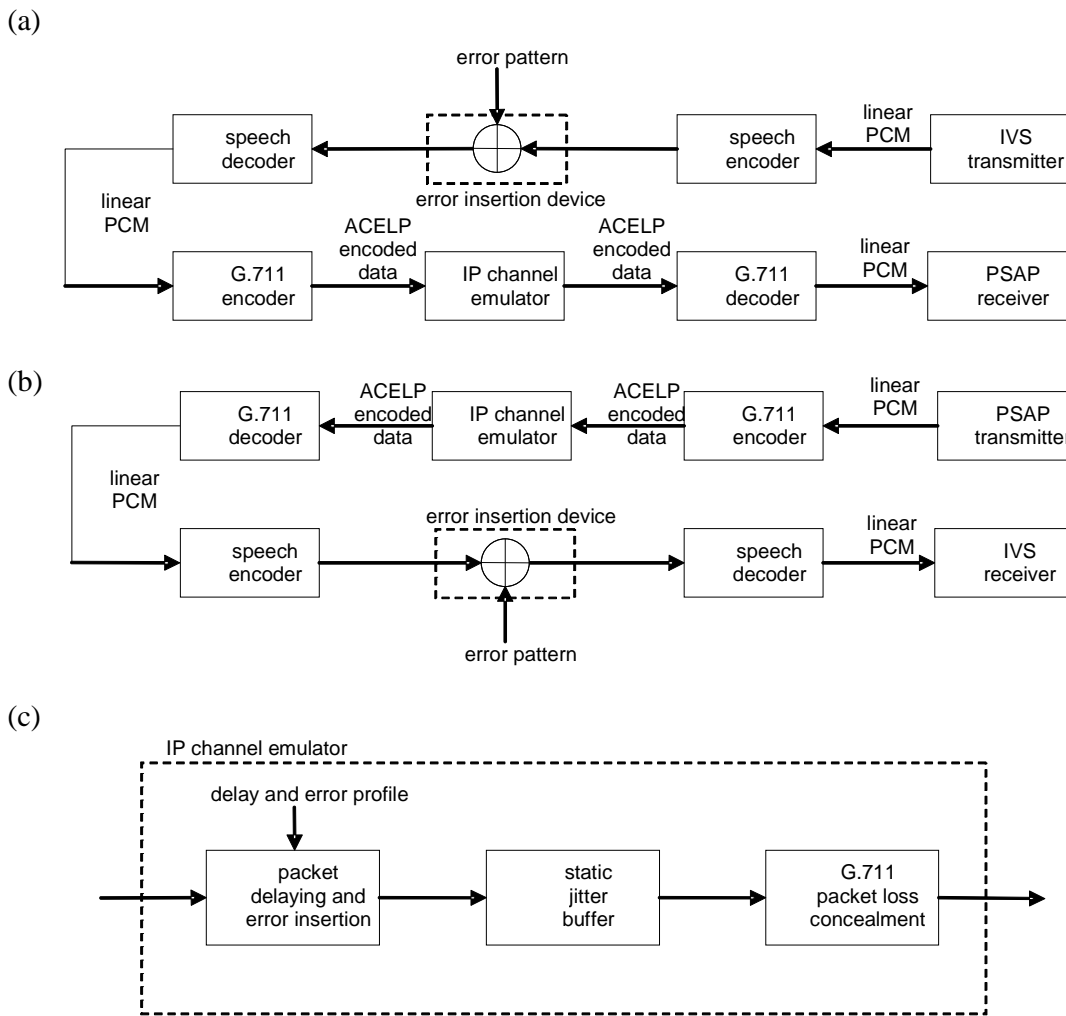 (a)
error pattern
speech
decoder
error insertion device
speech
encoder
linear
PCM
IVS
transmitter
linear
PCM
G.711
encoder
ACELP
encoded
data
IP channel
emulator
ACELP
encoded
data
G.711
decoder
linear
PCM
PSAP
receiver
(b)
G.711
decoder
ACELP
encoded
data
IP channel
emulator
ACELP
encoded
data
G.711
encoder
linear
PCM
PSAP
transmitter
linear
PCM
speech
encoder
error insertion device
error pattern
speech
decoder
linear
PCM
IVS
receiver
(c)
IP channel emulator
delay and error profile
packet
delaying and
error insertion
static
jitter
buffer
G.711
packet loss
concealment